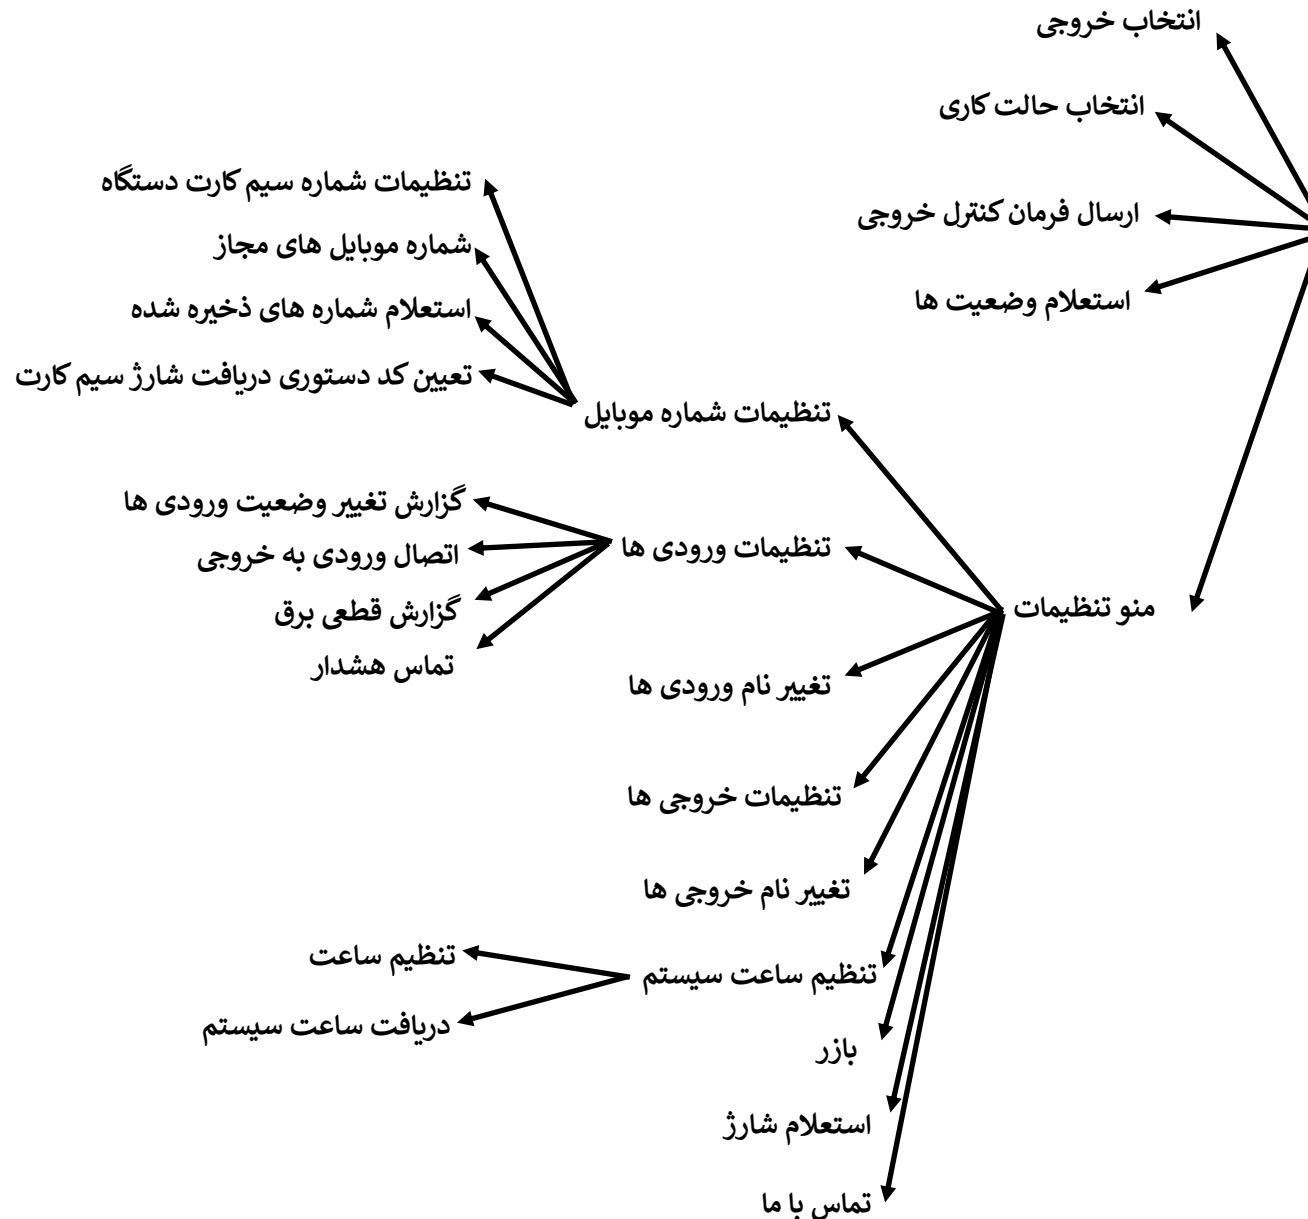 انتخاب خروجی
انتخاب حالت کاری
ارسال فرمان کنترل خروجی
استعلام وضعیت ها
منو تنظیمات
تنظیمات شماره موبایل
تنظیمات شماره سیم کارت دستگاه
شماره موبایل های مجاز
استعلام شماره های ذخیره شده
تعیین کد دستوری دریافت شارژ سیم کارت
تنظیمات ورودی ها
گزارش تغییر وضعیت ورودی ها
اتصال ورودی به خروجی
گزارش قطعی برق
تماس هشدار
تغییر نام ورودی ها
تنظیمات خروجی ها
تغییر نام خروجی ها
تنظیم ساعت سیستم
تنظیم ساعت
دریافت ساعت سیستم
بازر
استعلام شارژ
تماس با ما